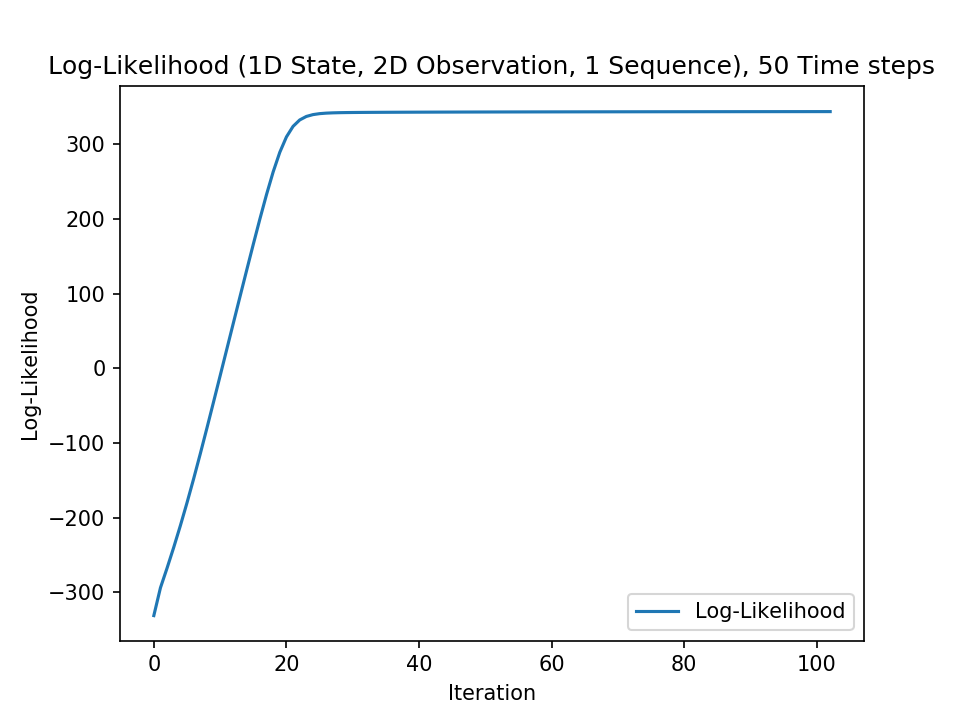 Log-Likelihood (1D State, 2D Observation, 1 Sequence), 50 Time steps
300
200
100
0
−100
−200
−300
Log-Likelihood
Log-Likelihood
0 20 40 60 80 100
Iteration